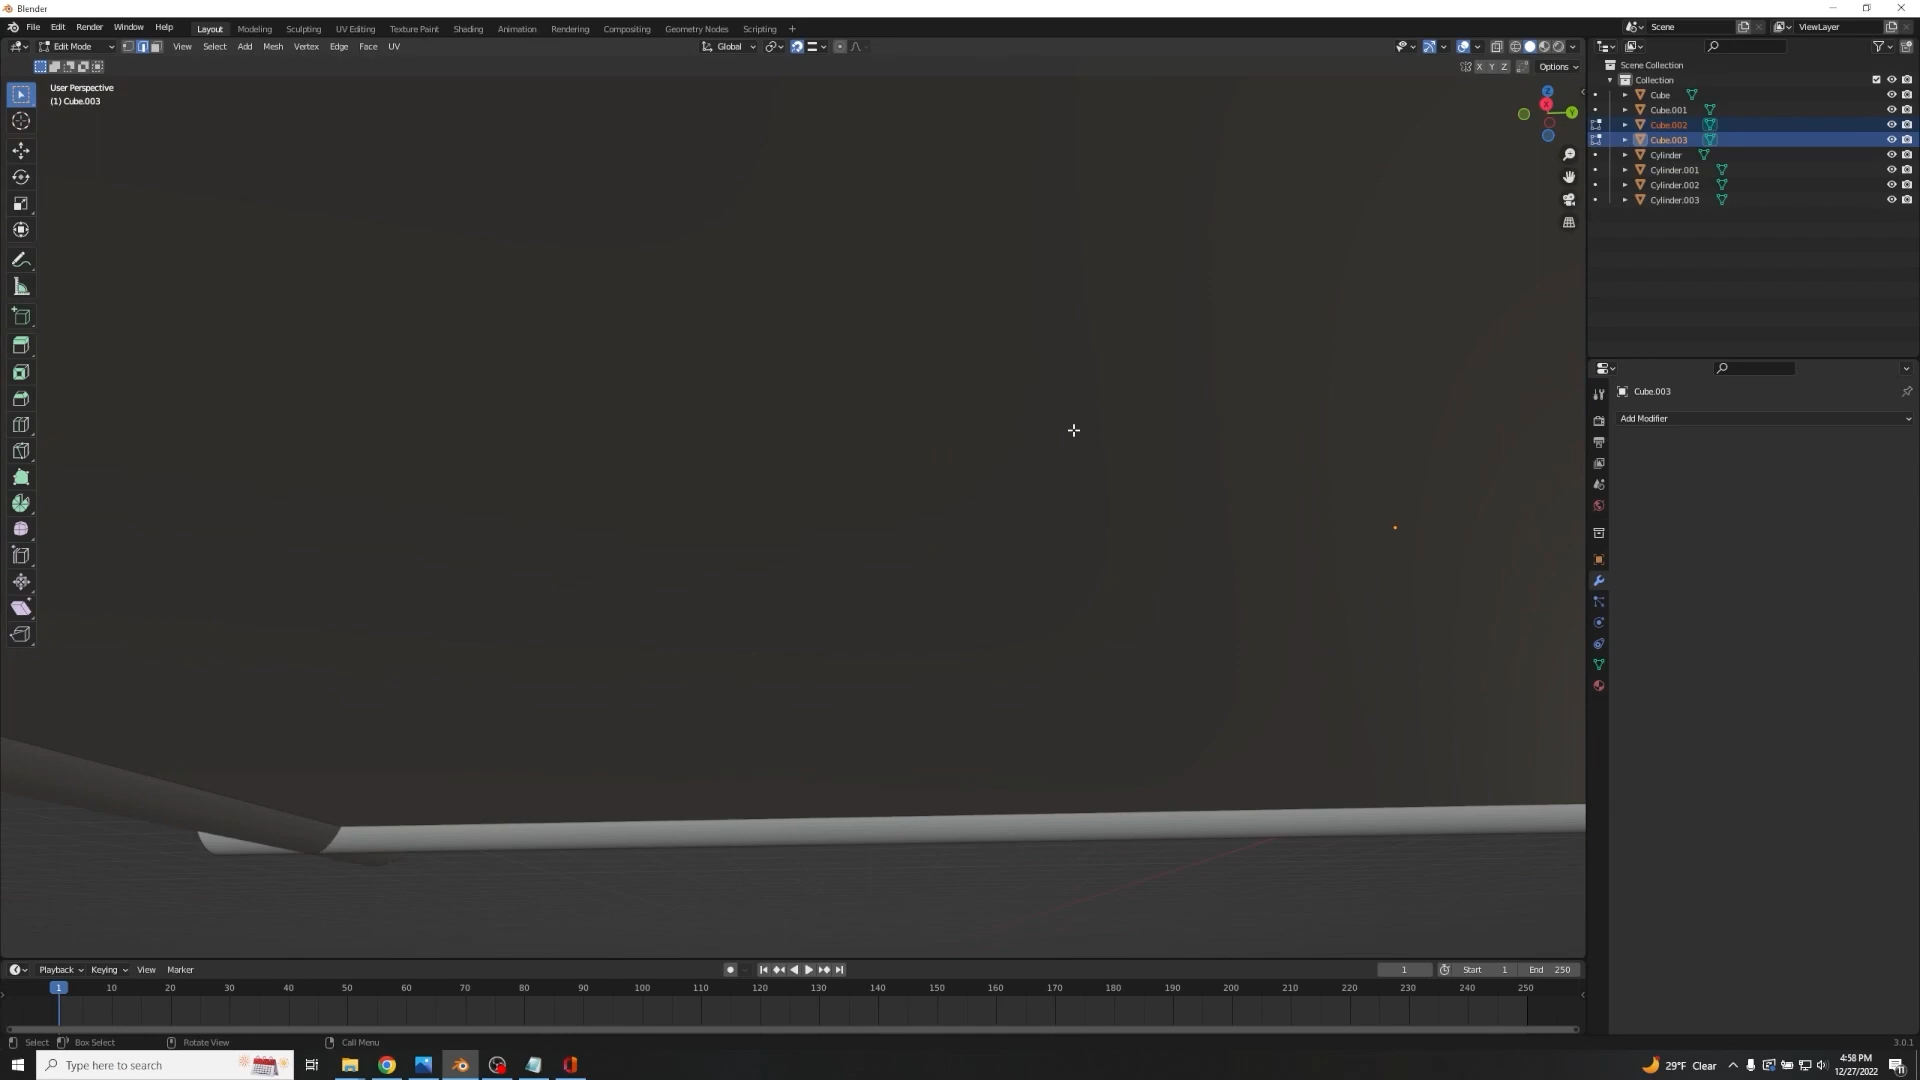 Blender
File Edit Render Window Help
Layout Modeling Sculpting UV Editing Texture Paint Shading Animation Rendering Compositing Geometry Nodes Scripting +
Scene
ViewLayer
Edit Mode View Select Add Mesh Vertex Edge Face UV
Global
X Y Z
Options
User Perspective
(1) Cube.003
Z
X
Y
Scene Collection
Collection
Cube
Cube.001
Cube.002
Cube.003
Cylinder
Cylinder.001
Cylinder.002
Cylinder.003
Cube.003
Add Modifier
Playback Keying View Marker
1 Start 1 End 250
1 10 20 30 40 50 60 70 80 90 100 110 120 130 140 150 160 170 180 190 200 210 220 230 240 250
Select Box Select Rotate View Call Menu 3.0.1
Type here to search
29°F Clear
4:58 PM
12/27/2022
11